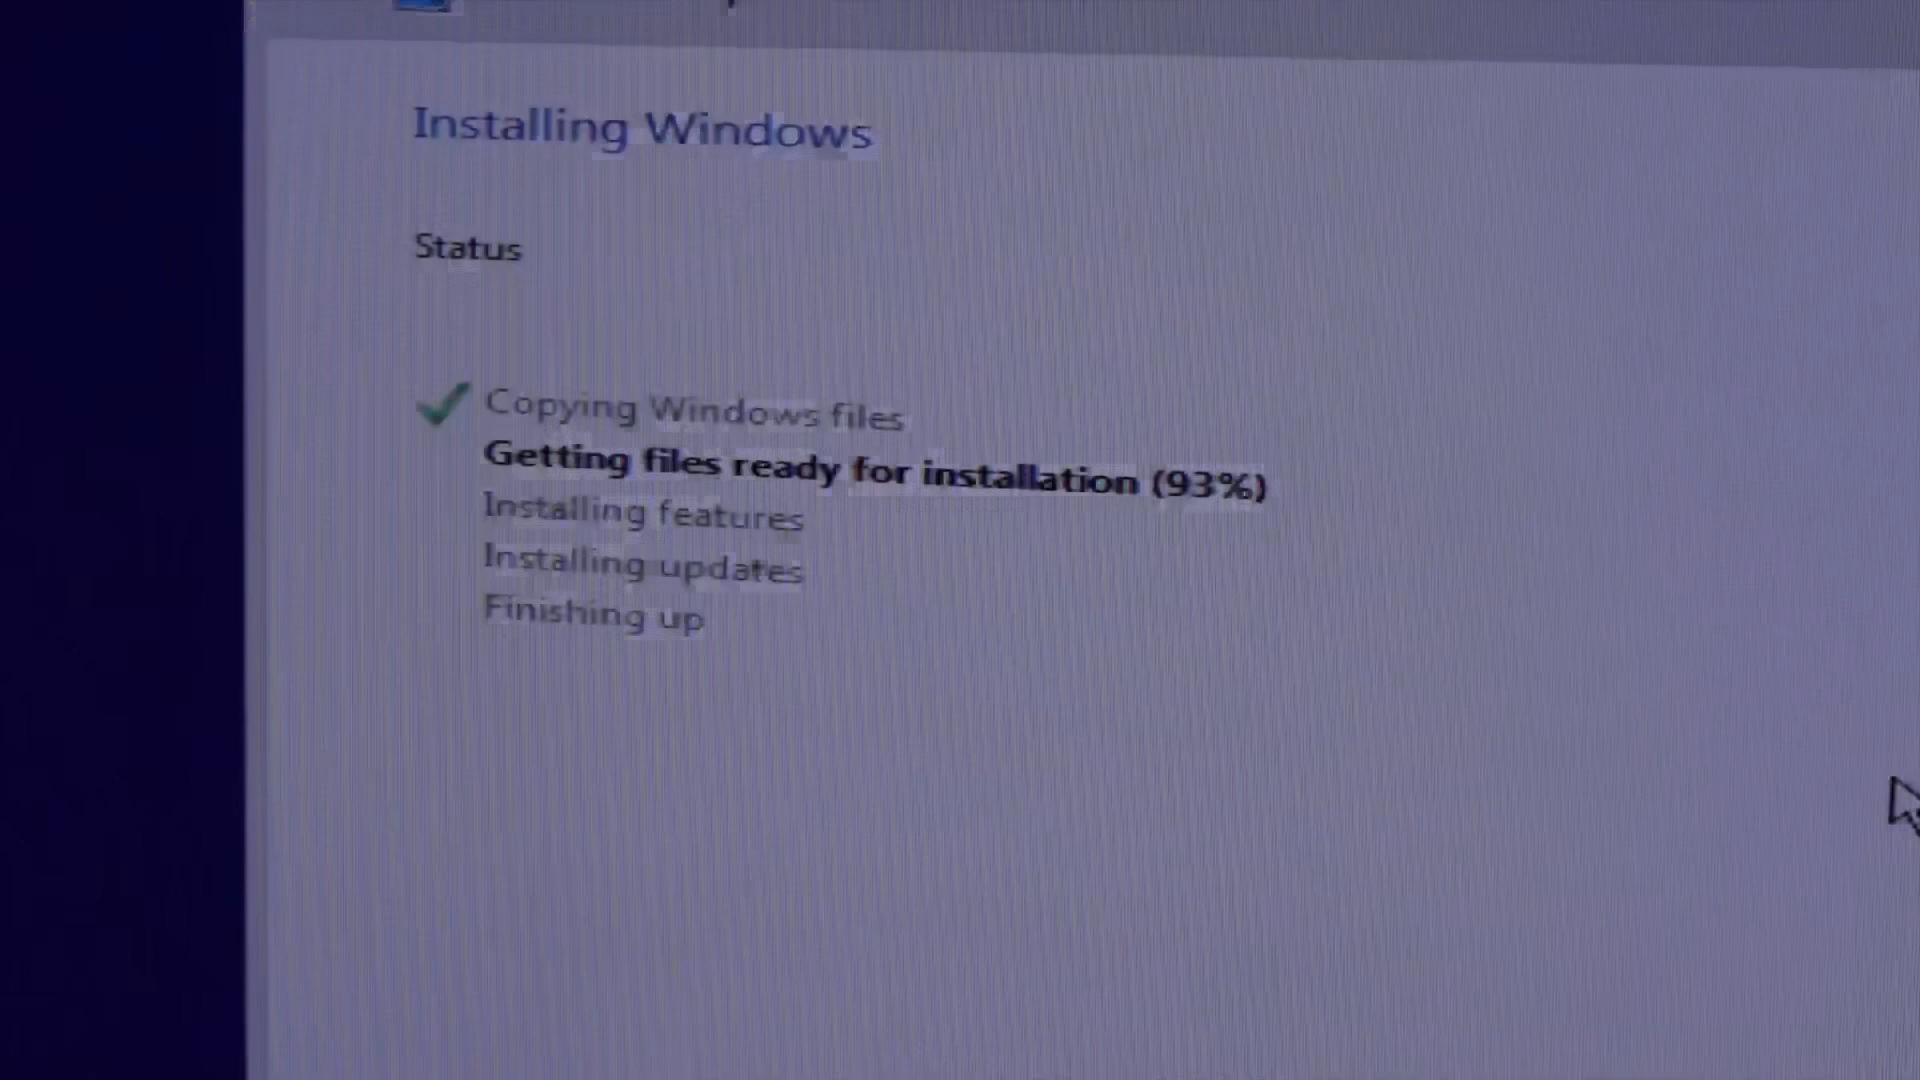 Installing Windows
Status
Copying Windows files
Getting files ready for installation (93%)
Installing features
Installing updates
Finishing up